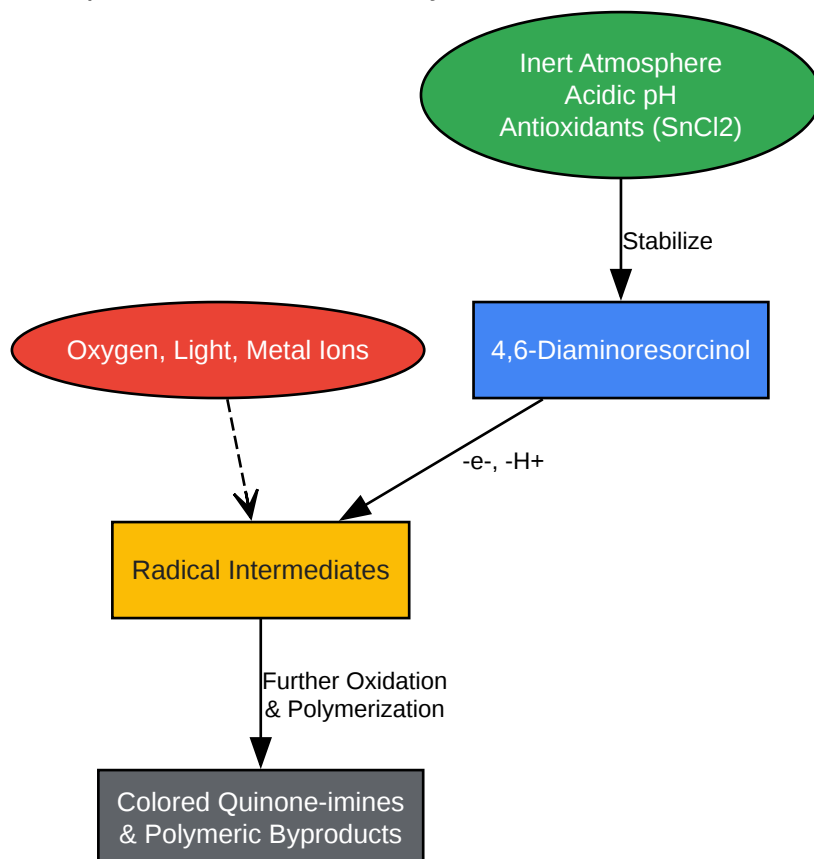 Inert Atmosphere
Acidic pH
Antioxidants (SnCl2)
Stabilize
Oxygen, Light, Metal Ions
4,6-Diaminoresorcinol
-e-, -H+
Radical Intermediates
Further Oxidation
& Polymerization
Colored Quinone-imines
& Polymeric Byproducts